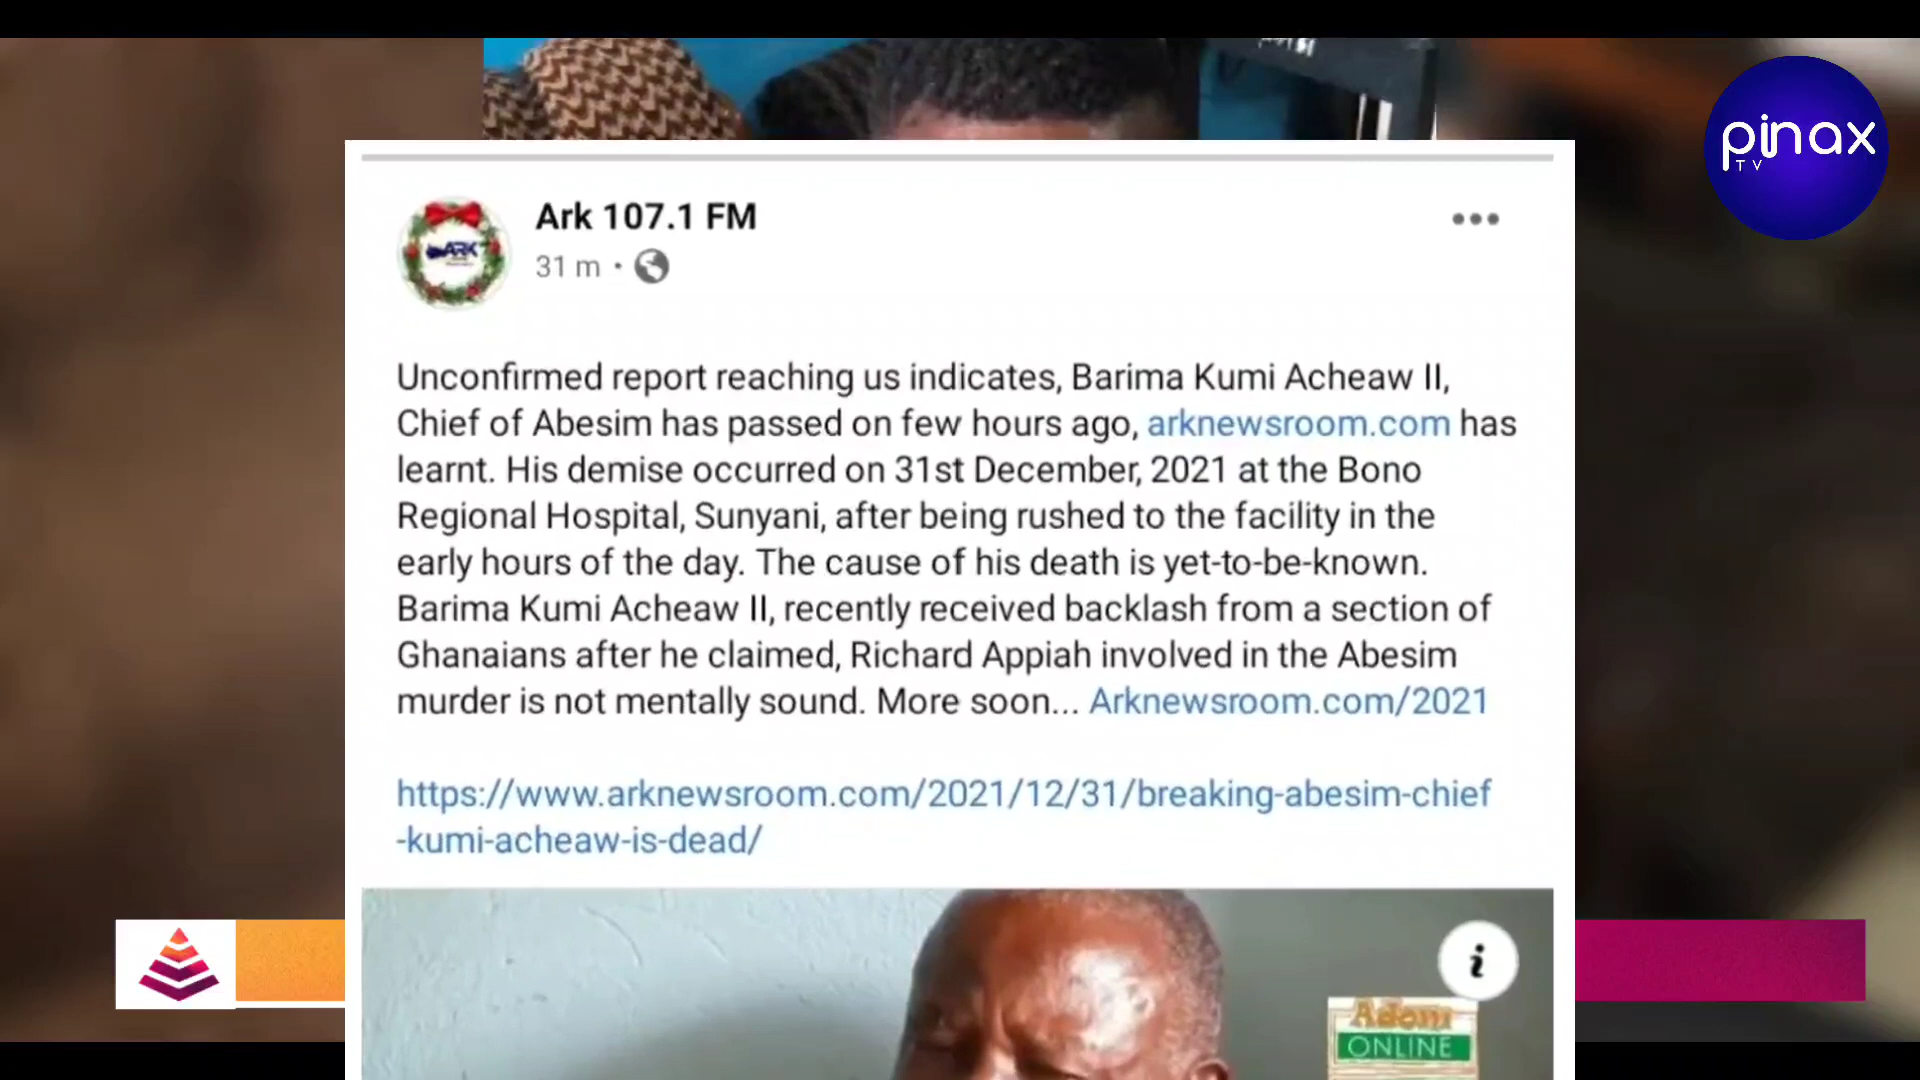 pinax
TV
Ark 107.1 FM
31 m
ARK
Unconfirmed report reaching us indicates, Barima Kumi Acheaw II,
Chief of Abesim has passed on few hours ago, arknewsroom.com has
learnt. His demise occurred on 31st December, 2021 at the Bono
Regional Hospital, Sunyani, after being rushed to the facility in the
early hours of the day. The cause of his death is yet-to-be-known.
Barima Kumi Acheaw II, recently received backlash from a section of
Ghanaians after he claimed, Richard Appiah involved in the Abesim
murder is not mentally sound. More soon... Arknewsroom.com/2021
https://www.arknewsroom.com/2021/12/31/breaking-abesim-chief
-kumi-acheaw-is-dead/
i
Adom
ONLINE